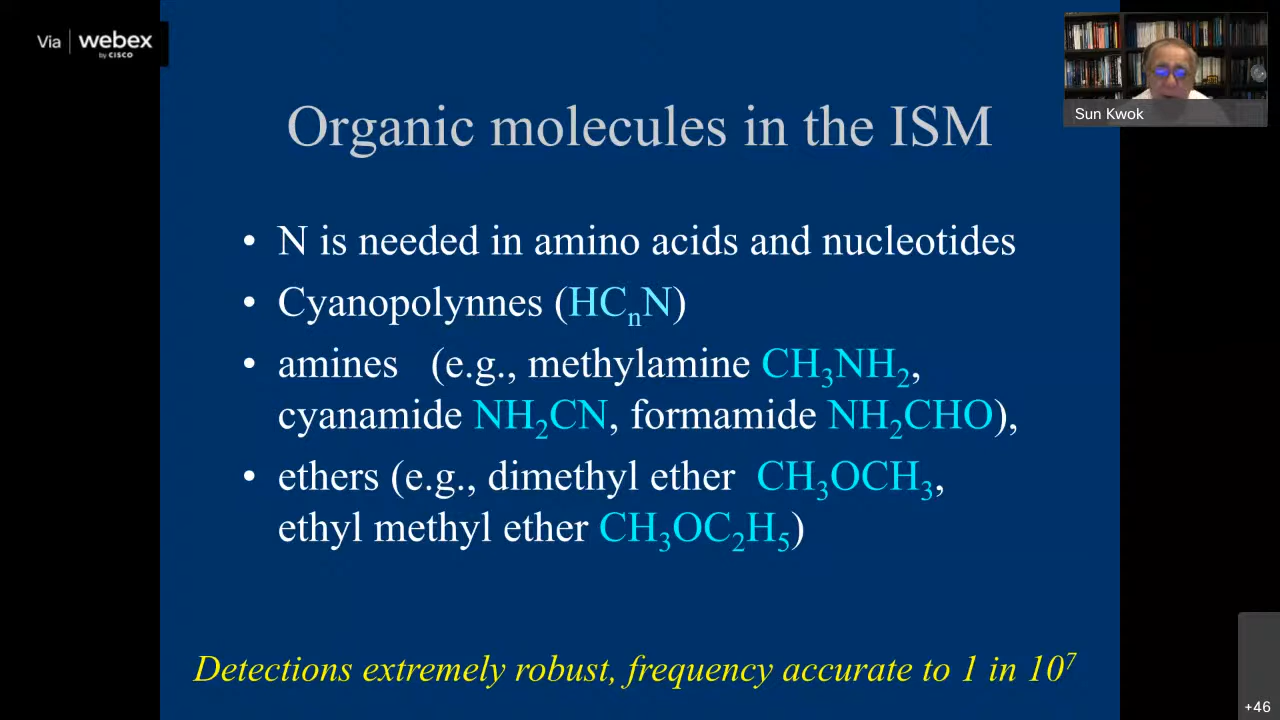 Via webex
by CISCO
Sun Kwok
Organic molecules in the ISM
• N is needed in amino acids and nucleotides
• Cyanopolynnes (HCₙN)
• amines (e.g., methylamine CH₃NH₂,
cyanamide NH₂CN, formamide NH₂CHO),
• ethers (e.g., dimethyl ether CH₃OCH₃,
ethyl methyl ether CH₃OC₂H₅)
Detections extremely robust, frequency accurate to 1 in 10⁷
+46